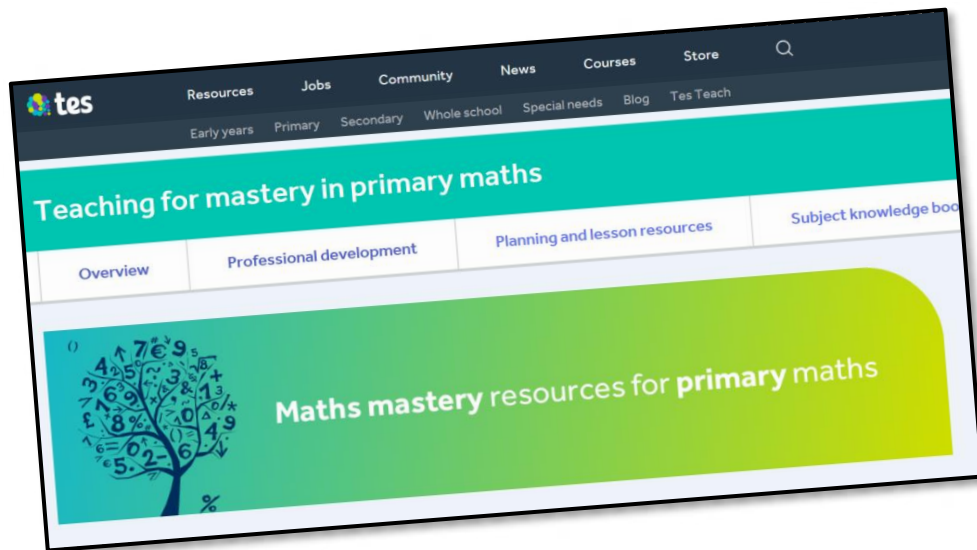 tes
Resources Jobs Community News Courses Store
Early years Primary Secondary Whole school Special needs Blog Tes Teach
Teaching for mastery in primary maths
Overview Professional development Planning and lesson resources Subject knowledge boo
Maths mastery resources for primary maths